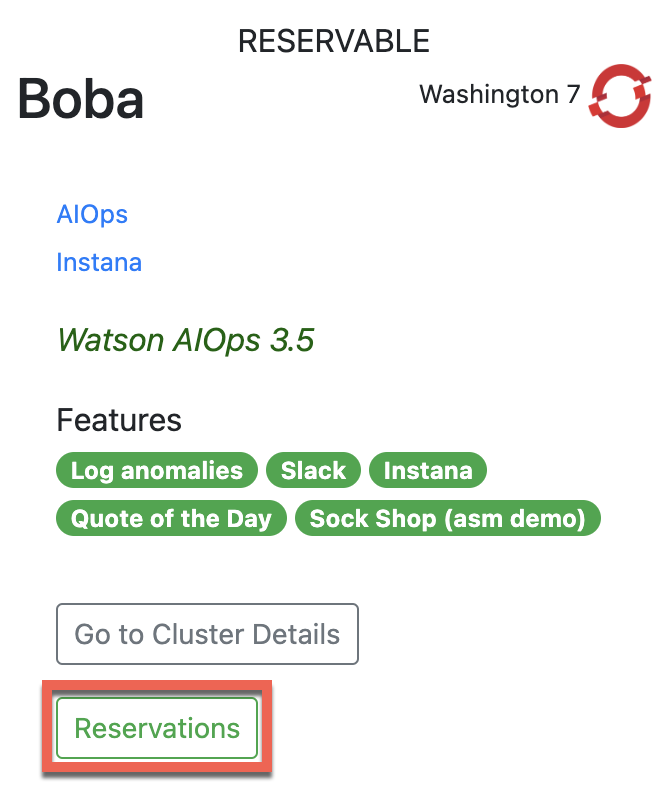 RESERVABLE
Boba
Washington 7
AIOps
Instana
Watson AIOps 3.5
Features
Log anomalies Slack Instana
Quote of the Day Sock Shop (asm demo)
Go to Cluster Details
Reservations